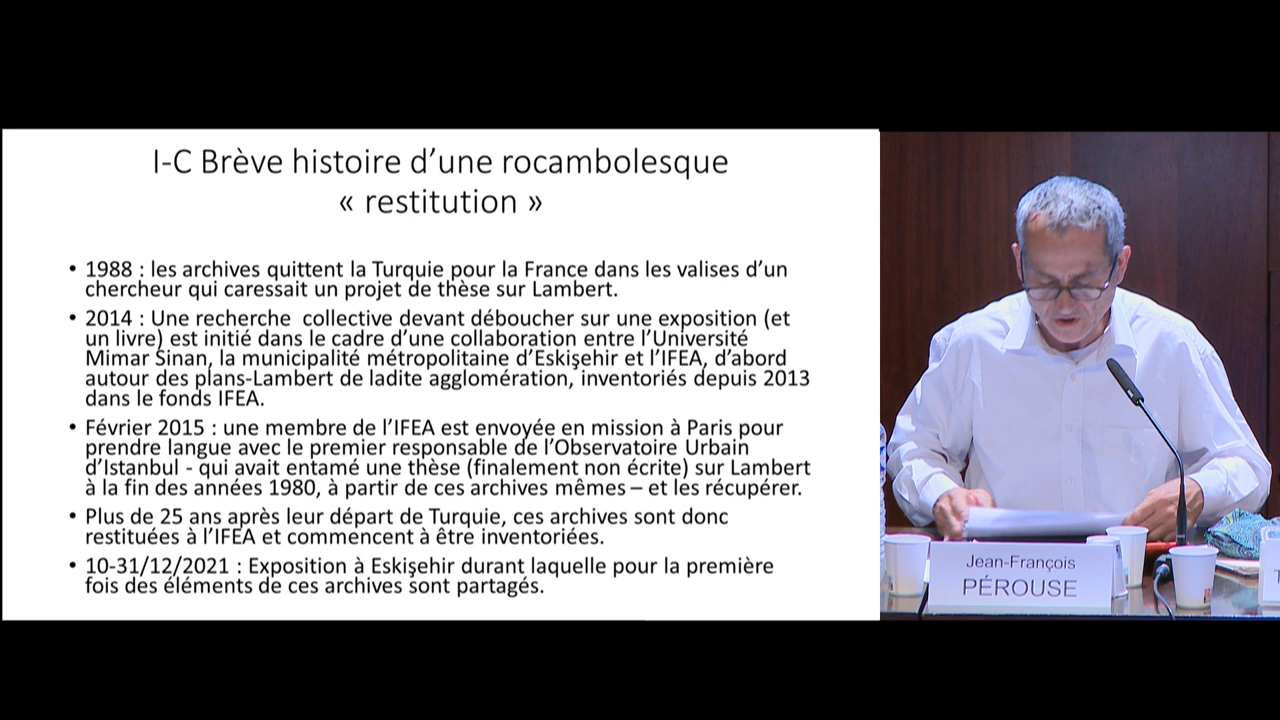 I-C Brève histoire d’une rocambolesque
« restitution »
• 1988 : les archives quittent la Turquie pour la France dans les valises d’un
chercheur qui caressait un projet de thèse sur Lambert.
• 2014 : Une recherche  collective devant déboucher sur une exposition (et
un livre) est initié dans le cadre d’une collaboration entre l’Université
Mimar Sinan, la municipalité métropolitaine d’Eskişehir et l’IFEA, d’abord
autour des plans-Lambert de ladite agglomération, inventoriés depuis 2013
dans le fonds IFEA.
• Février 2015 : une membre de l’IFEA est envoyée en mission à Paris pour
prendre langue avec le premier responsable de l’Observatoire Urbain
d’Istanbul - qui avait entamé une thèse (finalement non écrite) sur Lambert
à la fin des années 1980, à partir de ces archives mêmes – et les récupérer.
• Plus de 25 ans après leur départ de Turquie, ces archives sont donc
restituées à l’IFEA et commencent à être inventoriées.
• 10-31/12/2021 : Exposition à Eskişehir durant laquelle pour la première
fois des éléments de ces archives sont partagés.
Jean-François
PÉROUSE